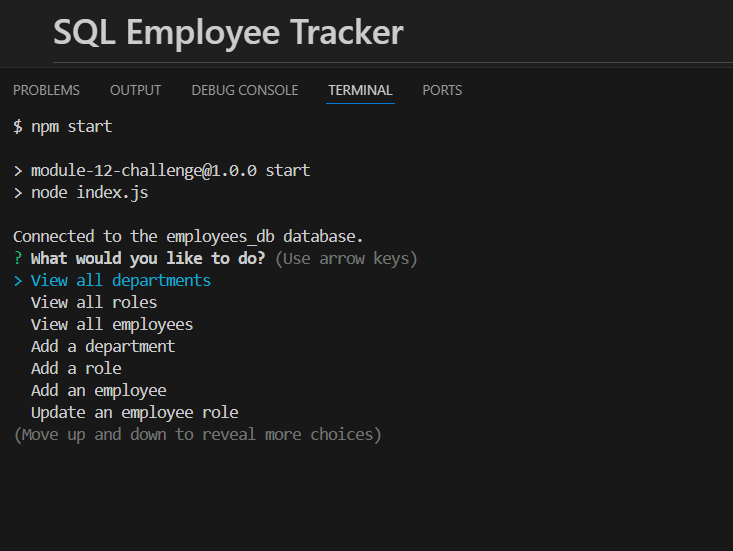 SQL Employee Tracker
PROBLEMS OUTPUT DEBUG CONSOLE TERMINAL PORTS
$ npm start
> module-12-challenge@1.0.0 start
> node index.js
Connected to the employees_db database.
? What would you like to do? (Use arrow keys)
> View all departments
View all roles
View all employees
Add a department
Add a role
Add an employee
Update an employee role
(Move up and down to reveal more choices)